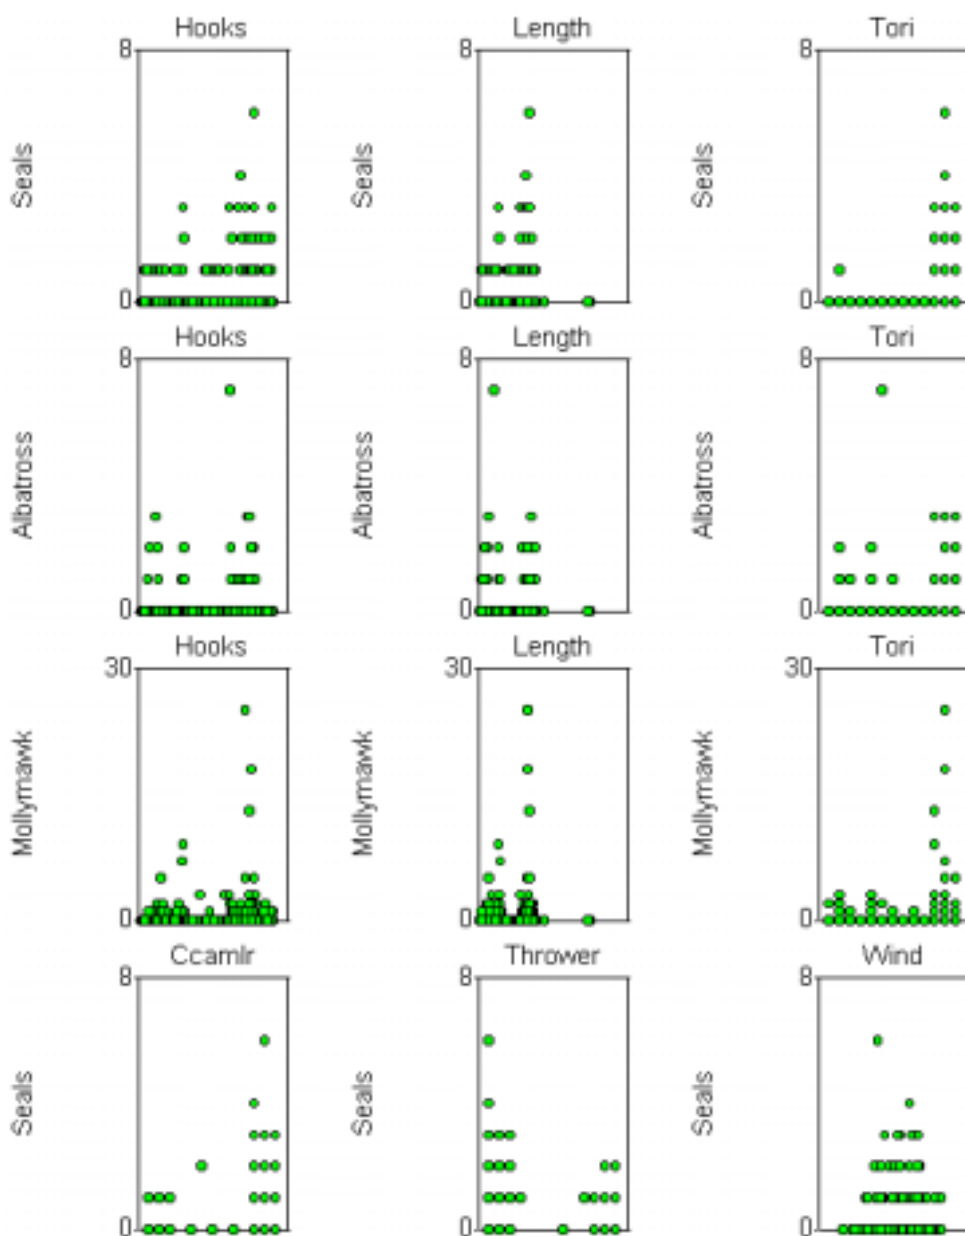 Hooks Length Tori
8 8 8
Seals Seals Seals
0 0 0
Hooks Length Tori
8 8 8
Albatross Albatross Albatross
0 0 0
Hooks Length Tori
30 30 30
Mollymawk Mollymawk Mollymawk
0 0 0
Ccamlr Thrower Wind
8 8 8
Seals Seals Seals
0 0 0